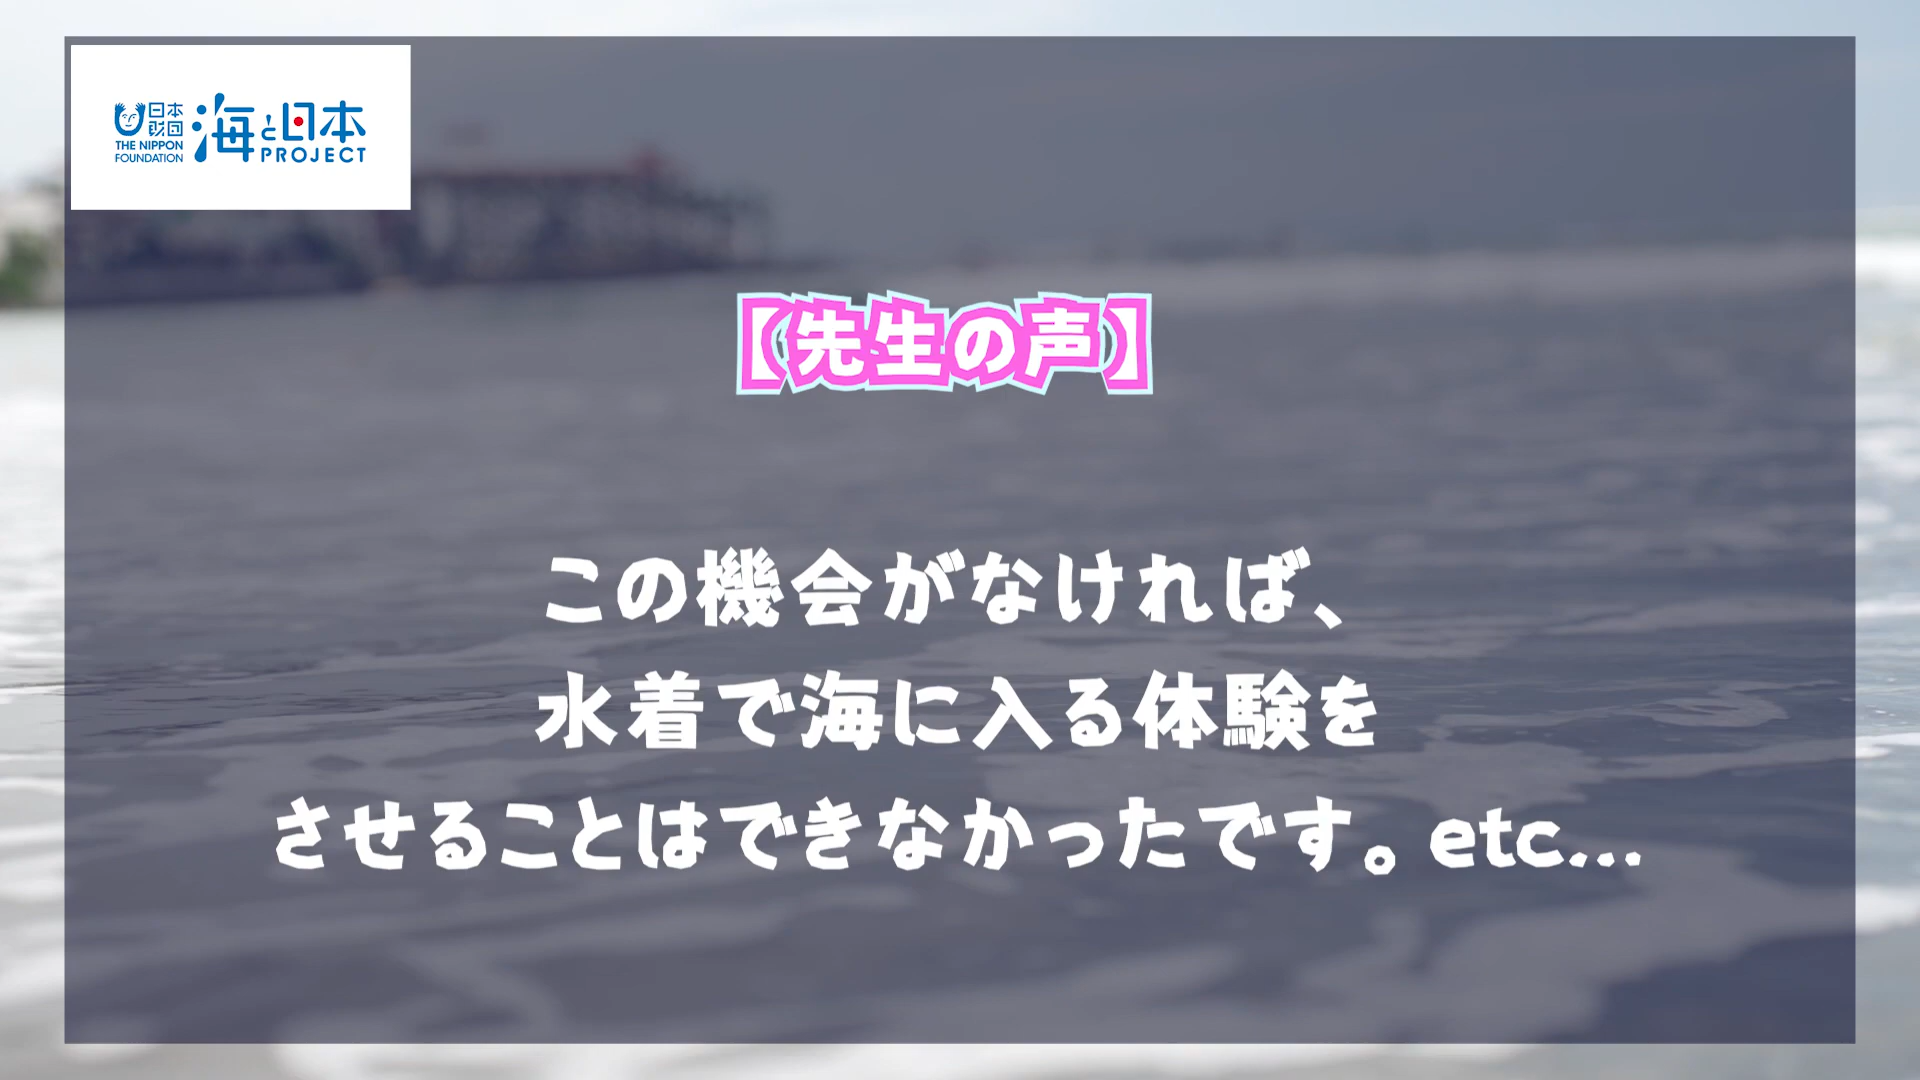 日本
財団
THE NIPPON
FOUNDATION
海と日本
PROJECT
【先生の声】
この機会がなければ、
水着で海に入る体験を
させることはできなかったです。etc...